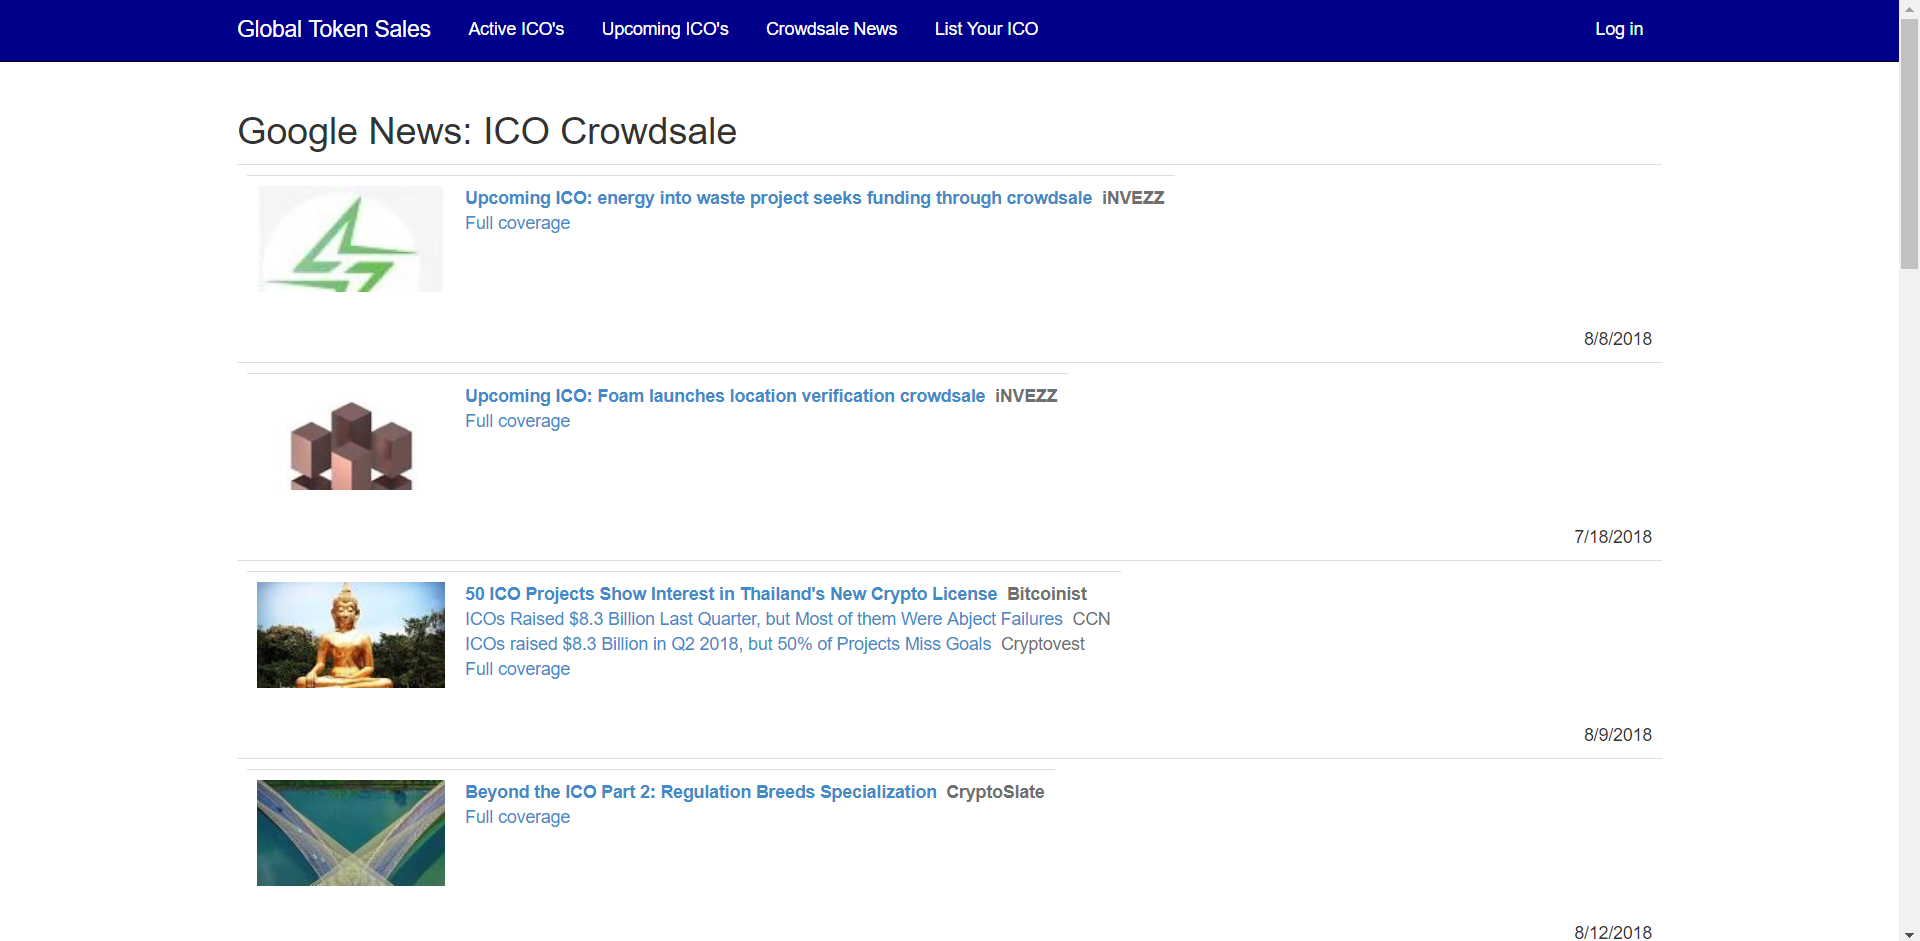 Global Token Sales Active ICO's Upcoming ICO's Crowdsale News List Your ICO Log in
Google News: ICO Crowdsale
Upcoming ICO: energy into waste project seeks funding through crowdsale iNVEZZ
Full coverage
8/8/2018
Upcoming ICO: Foam launches location verification crowdsale iNVEZZ
Full coverage
7/18/2018
50 ICO Projects Show Interest in Thailand's New Crypto License Bitcoinist
ICOs Raised $8.3 Billion Last Quarter, but Most of them Were Abject Failures CCN
ICOs raised $8.3 Billion in Q2 2018, but 50% of Projects Miss Goals Cryptovest
Full coverage
8/9/2018
Beyond the ICO Part 2: Regulation Breeds Specialization CryptoSlate
Full coverage
8/12/2018